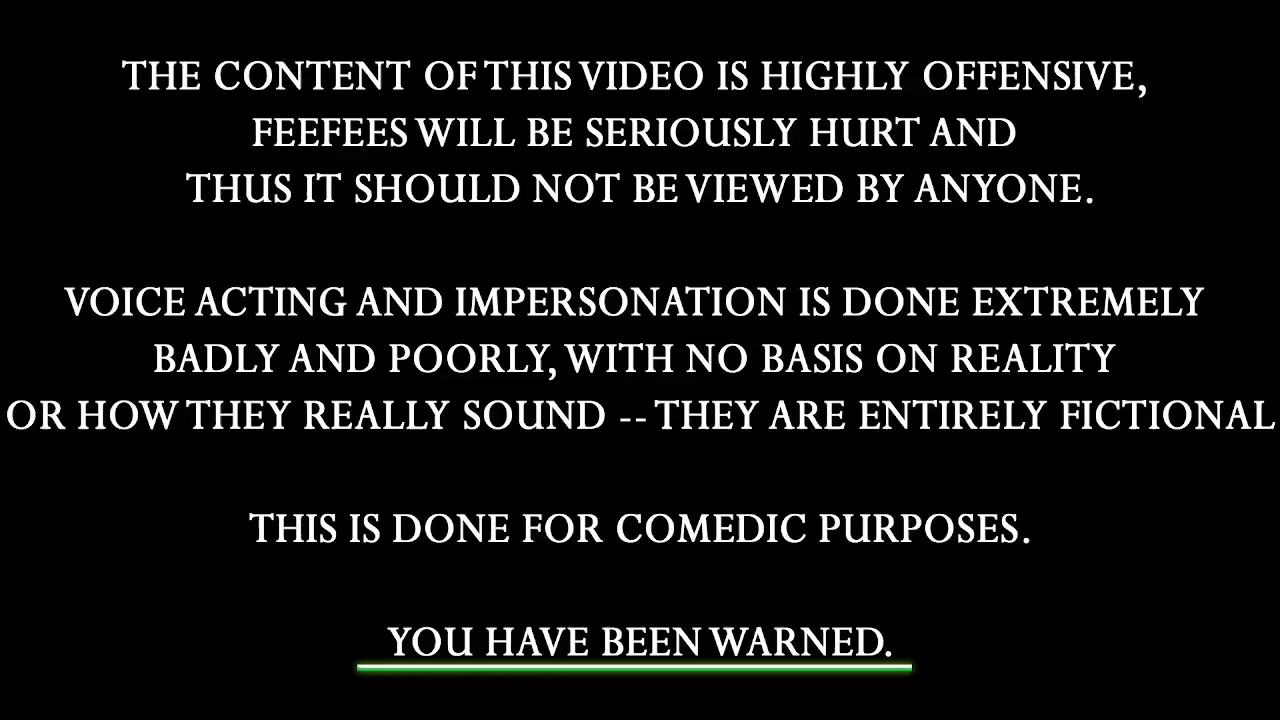 THE CONTENT OF THIS VIDEO IS HIGHLY OFFENSIVE,
FEEFEES WILL BE SERIOUSLY HURT AND
THUS IT SHOULD NOT BE VIEWED BY ANYONE.
VOICE ACTING AND IMPERSONATION IS DONE EXTREMELY
BADLY AND POORLY, WITH NO BASIS ON REALITY
OR HOW THEY REALLY SOUND -- THEY ARE ENTIRELY FICTIONAL
THIS IS DONE FOR COMEDIC PURPOSES.
YOU HAVE BEEN WARNED.